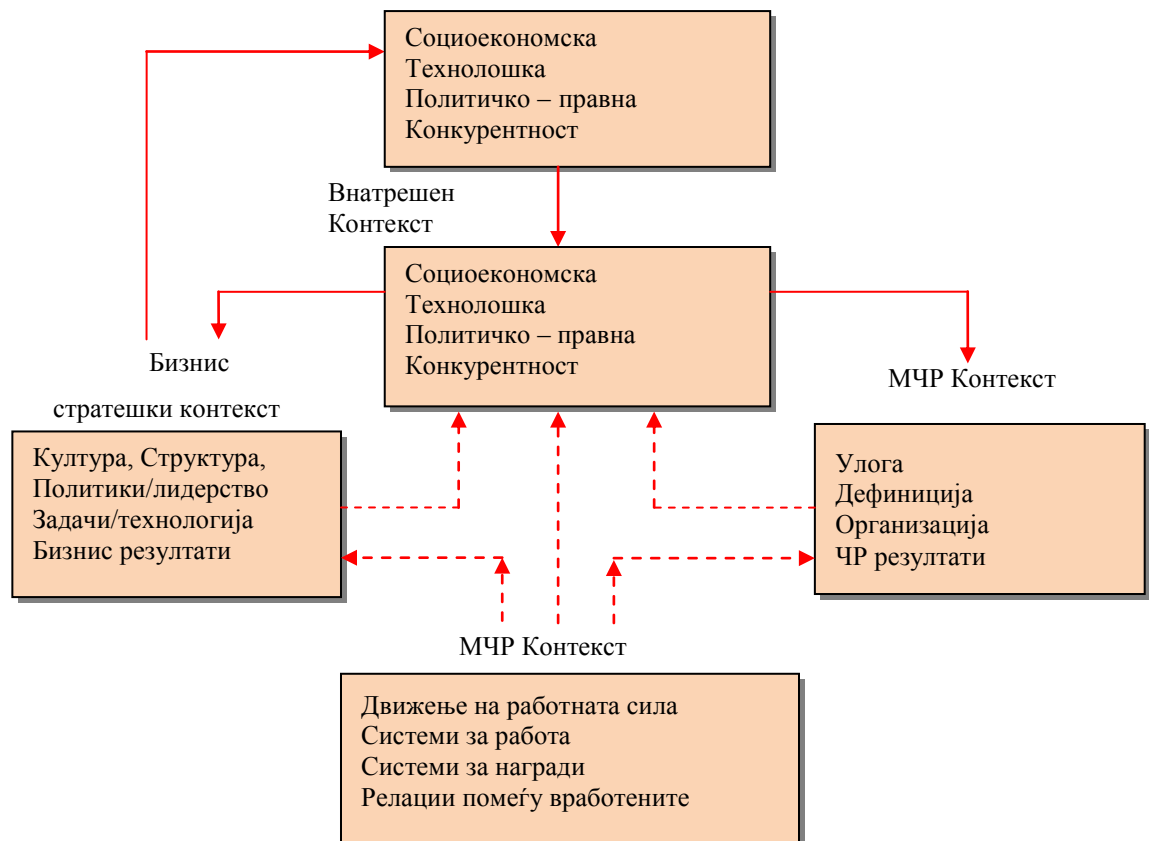 Социоекономска
Технолошка
Политичко – правна
Конкурентност
Внатрешен
Контекст
Социоекономска
Технолошка
Политичко – правна
Конкурентност
Бизнис
стратешки контекст
МЧР Контекст
Култура, Структура,
Политики/лидерство
Задачи/технологија
Бизнис резултати
Улога
Дефиниција
Организација
ЧР резултати
МЧР Контекст
Движење на работната сила
Системи за работа
Системи за награди
Релации помеѓу вработените